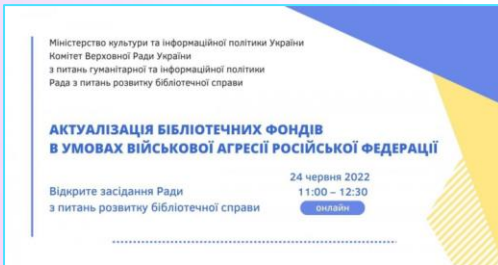 Міністерство культури та інформаційної політики України
Комітет Верховної Ради України
з питань гуманітарної та інформаційної політики
Рада з питань розвитку бібліотечної справи
АКТУАЛІЗАЦІЯ БІБЛІОТЕЧНИХ ФОНДІВ
В УМОВАХ ВІЙСЬКОВОЇ АГРЕСІЇ РОСІЙСЬКОЇ ФЕДЕРАЦІЇ
24 червня 2022
Відкрите засідання Ради 11:00 – 12:30
з питань розвитку бібліотечної справи онлайн